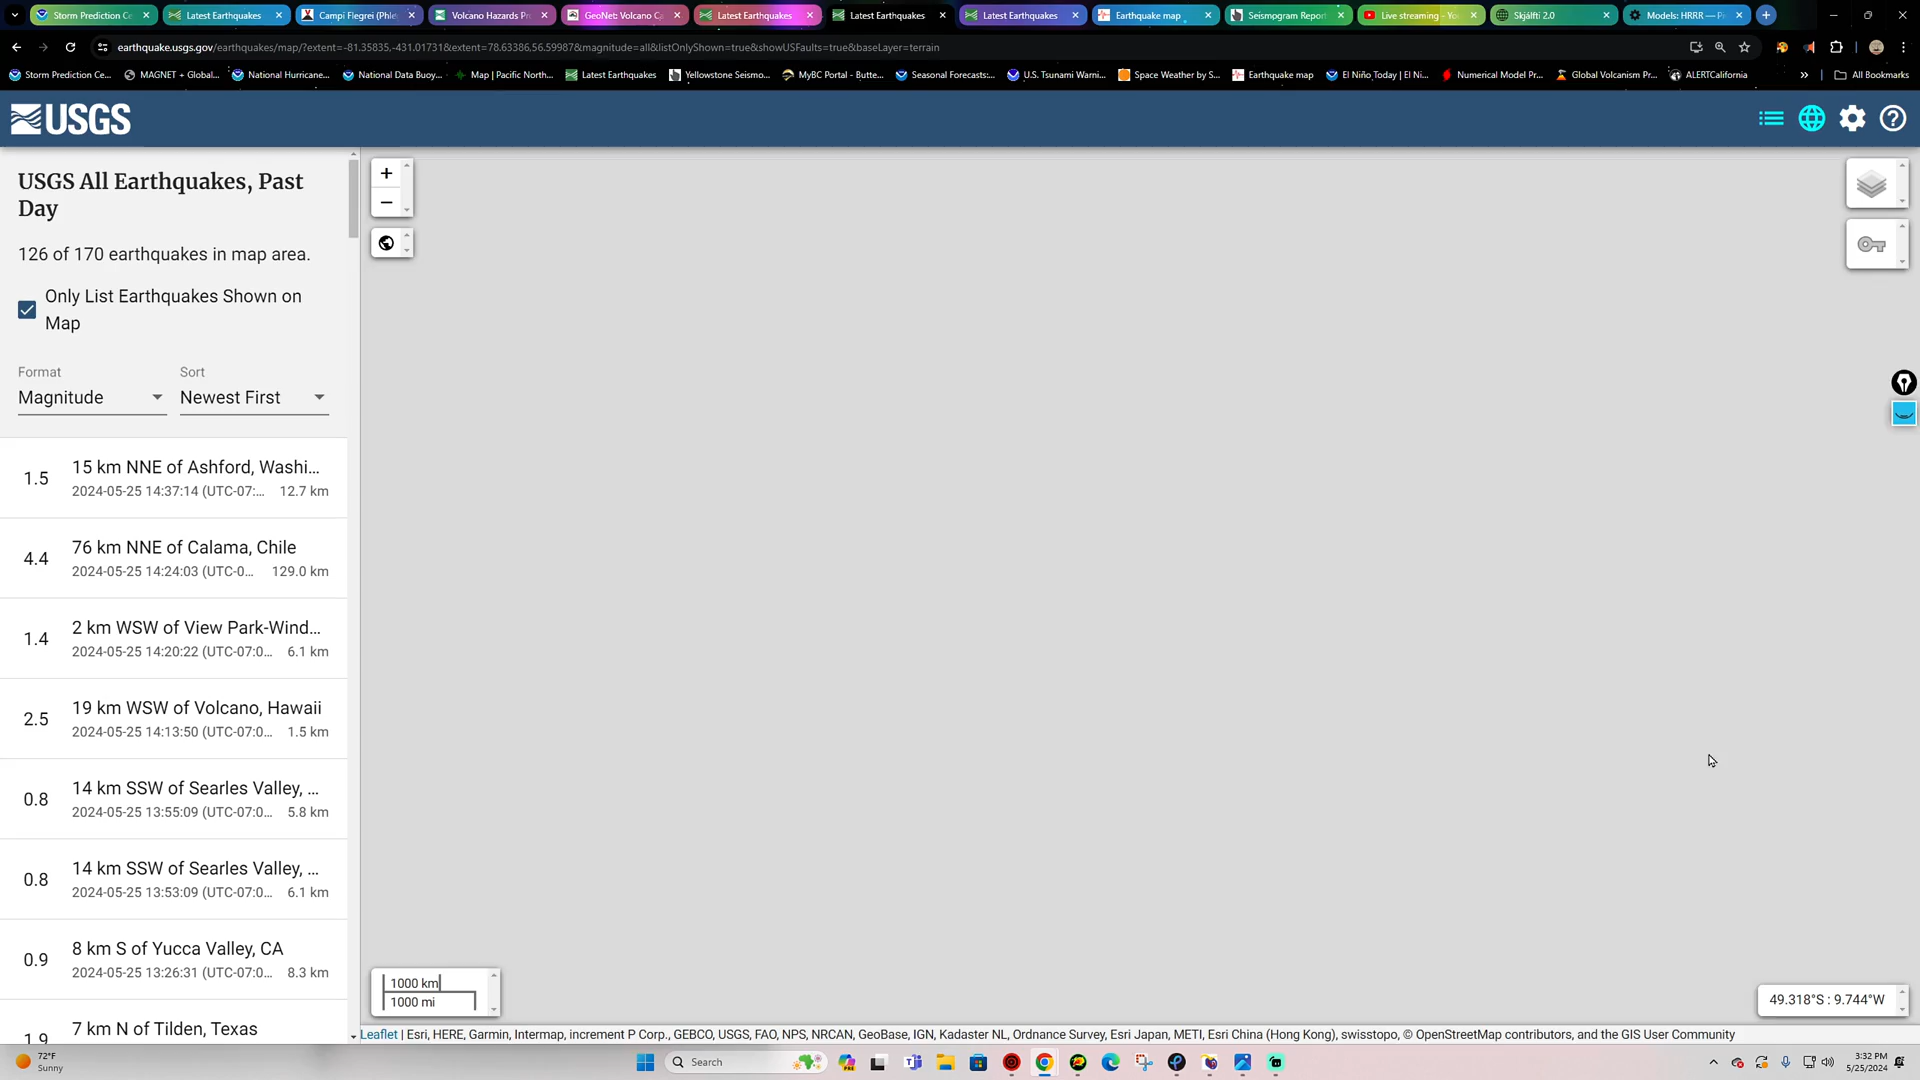 Storm Prediction Ce
Latest Earthquakes
Campi Flegrei (Phle
Volcano Hazards Pr
GeoNet: Volcano C
Latest Earthquakes
Latest Earthquakes
Latest Earthquakes
Earthquake map
Seismogram Report
Live streaming - Yo
Skjálfti 2.0
Models: HRRR — Pi
earthquake.usgs.gov/earthquakes/map/?extent=-81.35835,-431.01731&extent=78.63386,56.59987&magnitude=all&listOnlyShown=true&showUSFaults=true&baseLayer=terrain
Storm Prediction Ce...
MAGNET + Global...
National Hurricane...
National Data Buoy...
Map | Pacific North...
Latest Earthquakes
Yellowstone Seismo...
MyBC Portal - Butte...
Seasonal Forecasts:...
U.S. Tsunami Warni...
Space Weather by S...
Earthquake map
El Niño Today | El Ni...
Numerical Model Pr...
Global Volcanism Pr...
ALERTCalifornia
»
All Bookmarks
USGS
USGS All Earthquakes, Past
Day
126 of 170 earthquakes in map area.
Only List Earthquakes Shown on
Map
Format
Sort
Magnitude
Newest First
1.5
15 km NNE of Ashford, Washi...
2024-05-25 14:37:14 (UTC-07:... 12.7 km
4.4
76 km NNE of Calama, Chile
2024-05-25 14:24:03 (UTC-0... 129.0 km
1.4
2 km WSW of View Park-Wind...
2024-05-25 14:20:22 (UTC-07:0... 6.1 km
2.5
19 km WSW of Volcano, Hawaii
2024-05-25 14:13:50 (UTC-07:0... 1.5 km
0.8
14 km SSW of Searles Valley, ...
2024-05-25 13:55:09 (UTC-07:0... 5.8 km
0.8
14 km SSW of Searles Valley, ...
2024-05-25 13:53:09 (UTC-07:0... 6.1 km
0.9
8 km S of Yucca Valley, CA
2024-05-25 13:26:31 (UTC-07:0... 8.3 km
1.9
7 km N of Tilden, Texas
+
−
1000 km
1000 mi
49.318°S : 9.744°W
Leaflet | Esri, HERE, Garmin, Intermap, increment P Corp., GEBCO, USGS, FAO, NPS, NRCAN, GeoBase, IGN, Kadaster NL, Ordnance Survey, Esri Japan, METI, Esri China (Hong Kong), swisstopo, © OpenStreetMap contributors, and the GIS User Community
72°F
Sunny
Search
3:32 PM
5/25/2024